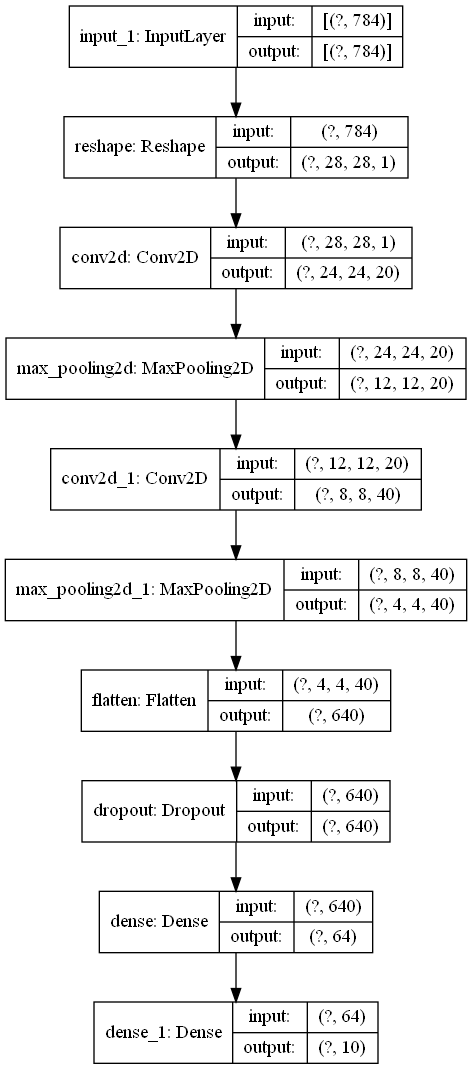 input_1: InputLayer
input: [(?, 784)]
output: [(?, 784)]
reshape: Reshape
input: (?, 784)
output: (?, 28, 28, 1)
conv2d: Conv2D
input: (?, 28, 28, 1)
output: (?, 24, 24, 20)
max_pooling2d: MaxPooling2D
input: (?, 24, 24, 20)
output: (?, 12, 12, 20)
conv2d_1: Conv2D
input: (?, 12, 12, 20)
output: (?, 8, 8, 40)
max_pooling2d_1: MaxPooling2D
input: (?, 8, 8, 40)
output: (?, 4, 4, 40)
flatten: Flatten
input: (?, 4, 4, 40)
output: (?, 640)
dropout: Dropout
input: (?, 640)
output: (?, 640)
dense: Dense
input: (?, 640)
output: (?, 64)
dense_1: Dense
input: (?, 64)
output: (?, 10)